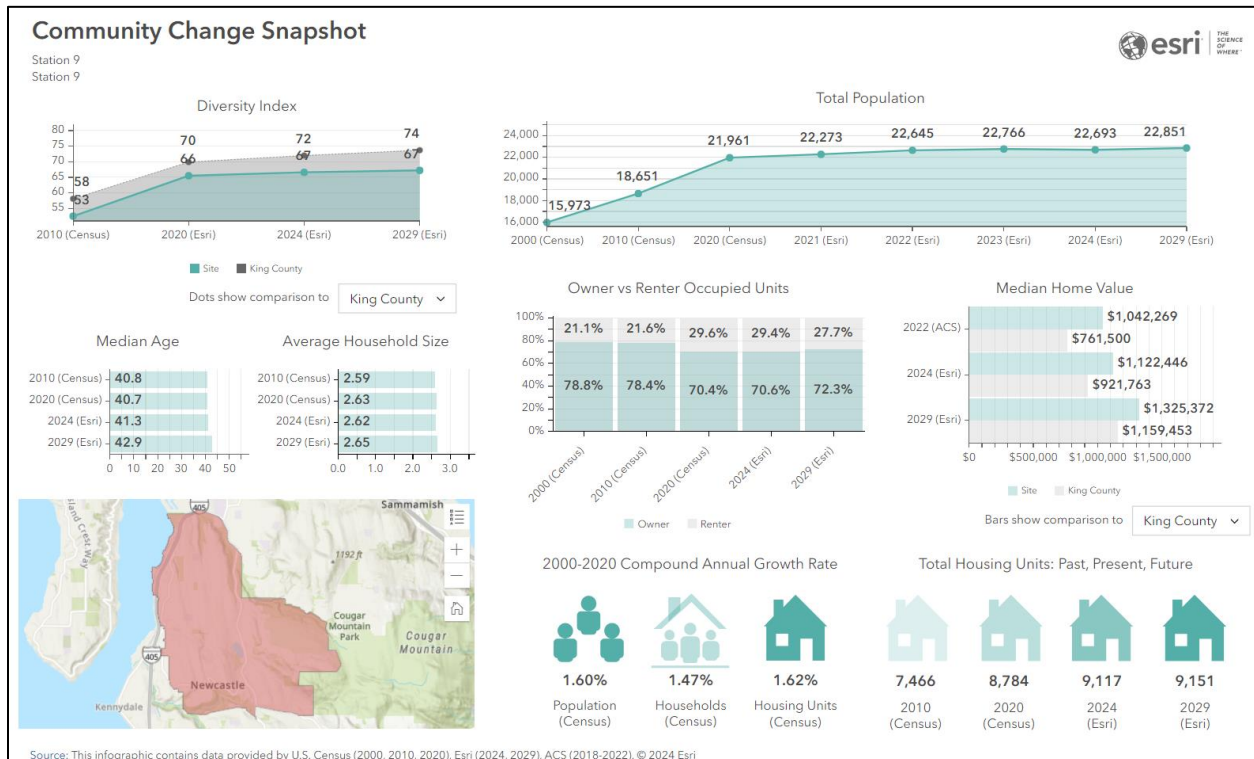 Community Change Snapshot
Station 9
Station 9
esri
THE
SCIENCE
OF
WHERE
Diversity Index
80
75
70
65
60
55
58
53
70
66
72
67
74
67
2010 (Census) 2020 (Esri) 2024 (Esri) 2029 (Esri)
Site King County
Dots show comparison to King County
Total Population
24,000
22,000
20,000
18,000
16,000
15,973 18,651 21,961 22,273 22,645 22,766 22,693 22,851
2000 (Census) 2010 (Census) 2020 (Census) 2021 (Esri) 2022 (Esri) 2023 (Esri) 2024 (Esri) 2029 (Esri)
Median Age
2010 (Census) 40.8
2020 (Census) 40.7
2024 (Esri) 41.3
2029 (Esri) 42.9
0 10 20 30 40 50
Average Household Size
2010 (Census) 2.59
2020 (Census) 2.63
2024 (Esri) 2.62
2029 (Esri) 2.65
0.0 1.0 2.0 3.0
Owner vs Renter Occupied Units
100%
80%
60%
40%
20%
0%
21.1% 21.6% 29.6% 29.4% 27.7%
78.8% 78.4% 70.4% 70.6% 72.3%
2000 (Census) 2010 (Census) 2020 (Census) 2024 (Esri) 2029 (Esri)
Owner Renter
Median Home Value
2022 (ACS) $1,042,269
$761,500
2024 (Esri) $1,122,446
$921,763
2029 (Esri) $1,325,372
$1,159,453
$0 $500,000 $1,000,000 $1,500,000
Site King County
Bars show comparison to King County
405
Sammamish
Island Crest Way
1192 ft
Cougar
Mountain
Park
Cougar
Mountain
405
Newcastle
Kennydale
2000-2020 Compound Annual Growth Rate
1.60% 1.47% 1.62%
Population Households Housing Units
(Census) (Census) (Census)
Total Housing Units: Past, Present, Future
7,466 8,784 9,117 9,151
2010 2020 2024 2029
(Census) (Census) (Esri) (Esri)
Source: This infographic contains data provided by U.S. Census (2000, 2010, 2020), Esri (2024, 2029), ACS (2018-2022). © 2024 Esri